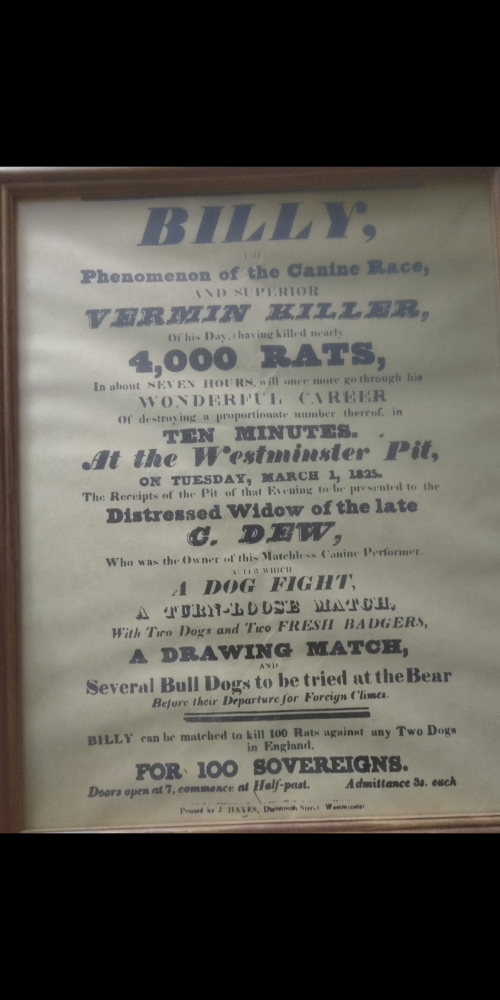 BILLY,
THE
Phenomenon of the Canine Race,
AND SUPERIOR
VERMIN KILLER,
Of his Day, having killed nearly
4,000 RATS,
In about SEVEN HOURS, will once more go through his
WONDERFUL CAREER
Of destroying a proportionate number thereof, in
TEN MINUTES.
At the Westminster Pit,
ON TUESDAY, MARCH 1, 1825.
The Receipts of the Pit of that Evening to be presented to the
Distressed Widow of the late
C. DEW,
Who was the Owner of this Matchless Canine Performer.
AFTER WHICH
A DOG FIGHT,
A TURN-LOOSE MATCH,
With Two Dogs and Two FRESH BADGERS,
A DRAWING MATCH,
AND
Several Bull Dogs to be tried at the Bear
Before their Departure for Foreign Climes.
BILLY can be matched to kill 100 Rats against any Two Dogs
in England,
FOR 100 SOVEREIGNS.
Doors open at 7, commence at Half-past. Admittance 3s. each
Printed by J HAYES, Dartmouth Street Westminster